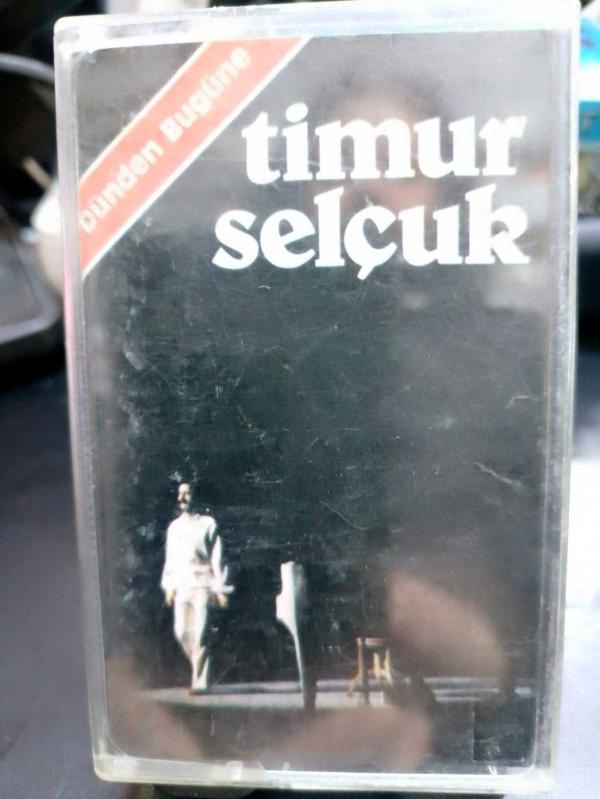 Dünden Bugüne
timur
selçuk